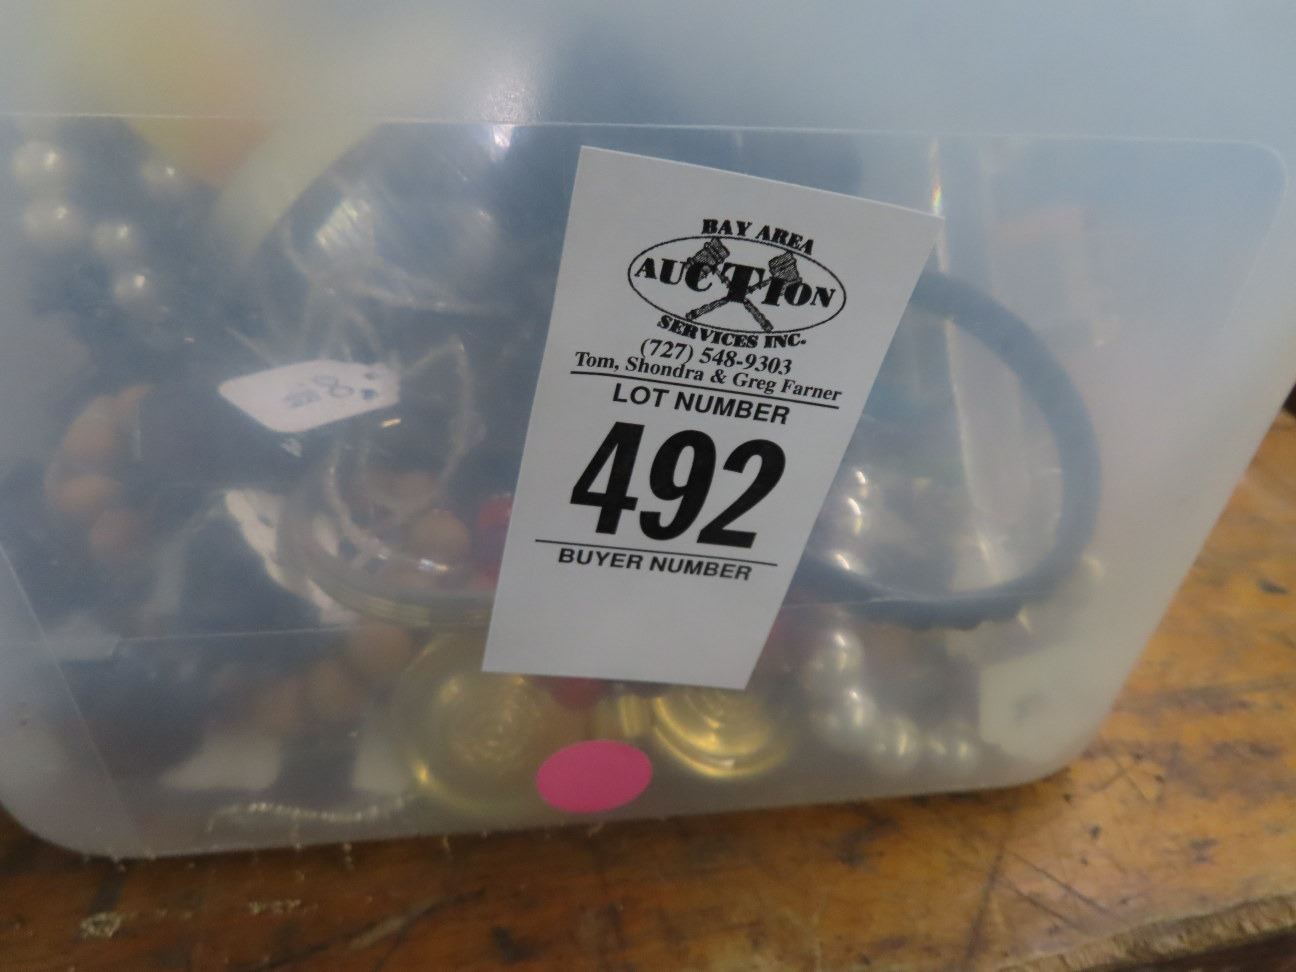 BAY AREA
AUCTION
SERVICES INC.
(727) 548-9303
Tom, Shondra & Greg Farner
LOT NUMBER
492
BUYER NUMBER